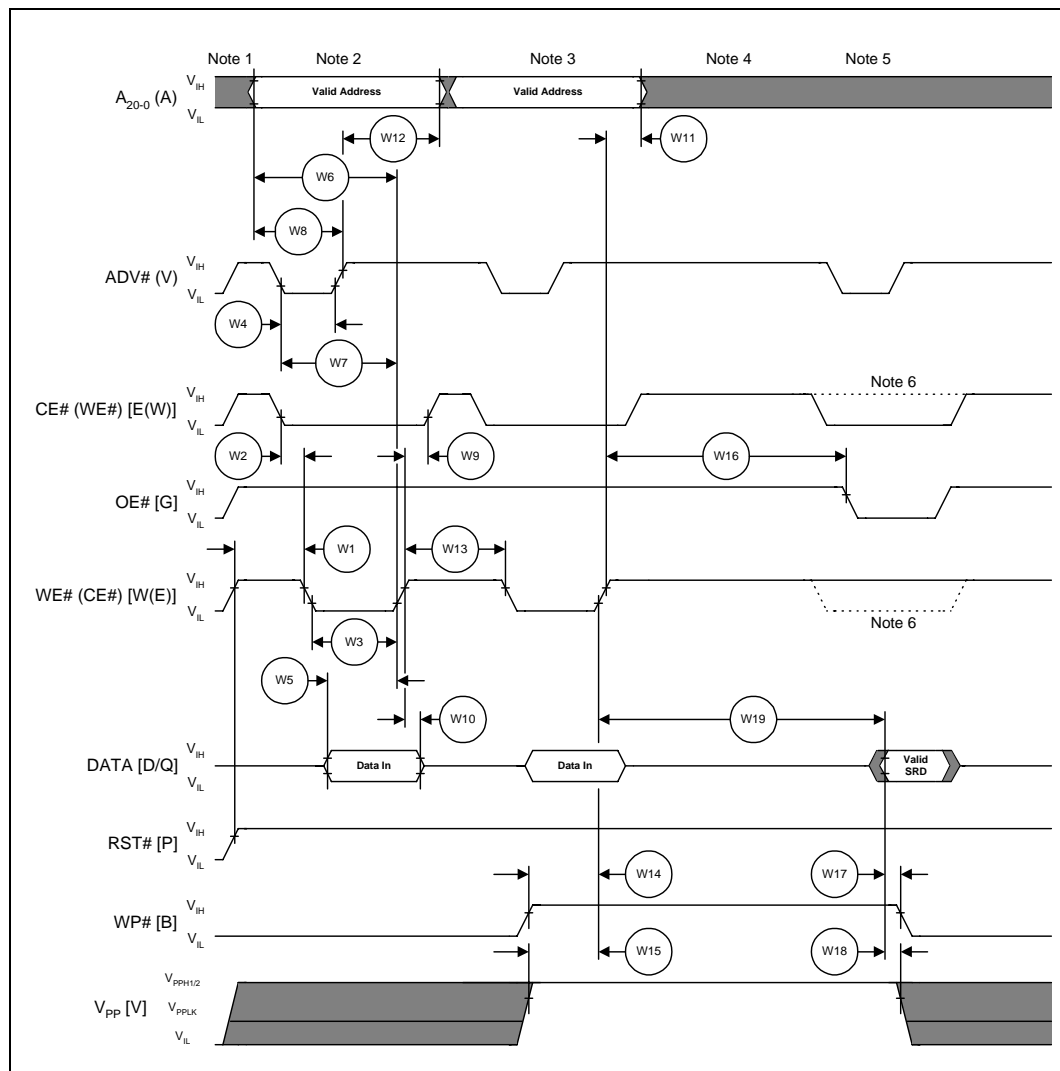 Note 1 Note 2 Note 3 Note 4 Note 5
A20-0 (A) VIH VIL Valid Address Valid Address
W12 W11
W6
W8
ADV# (V) VIH VIL
W4
W7
CE# (WE#) [E(W)] VIH VIL Note 6
W2 W9 W16
OE# [G] VIH VIL
W1 W13
WE# (CE#) [W(E)] VIH VIL Note 6
W3
W5
W10 W19
DATA [D/Q] VIH VIL Data In Data In Valid
SRD
RST# [P] VIH VIL
W14 W17
WP# [B] VIH VIL
W15 W18
VPP [V] VPPH1/2 VPPLK VIL